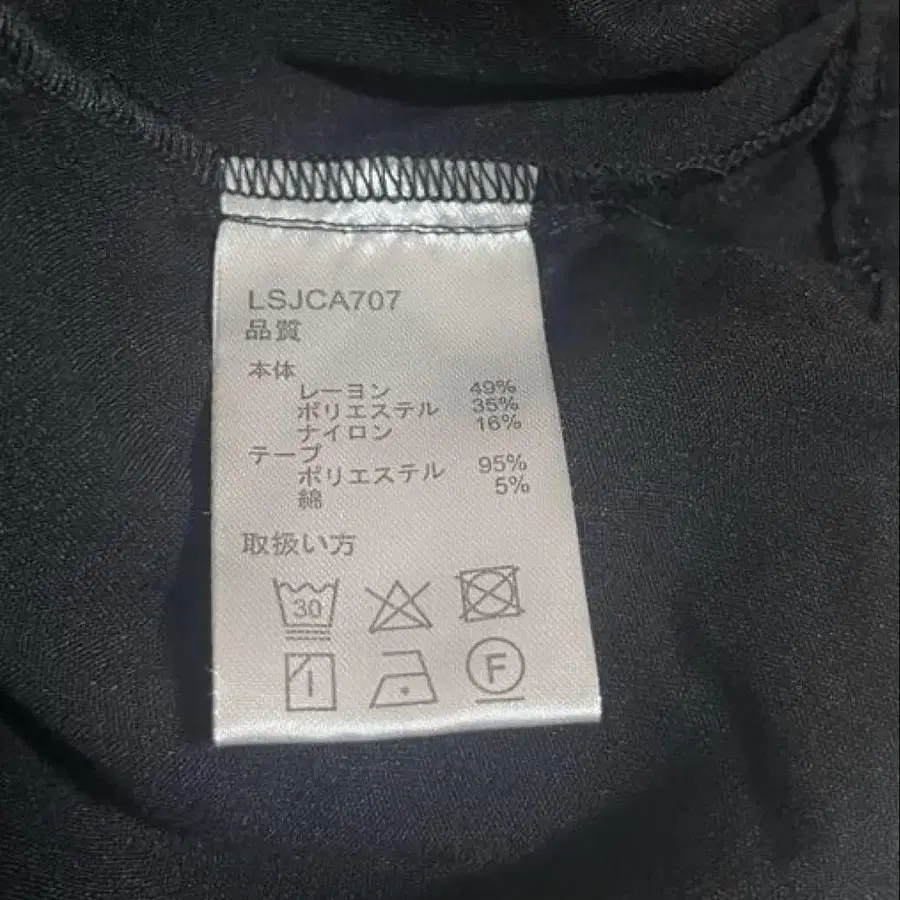 LSJCA707
品質
本体
レーヨン 49%
ポリエステル 35%
ナイロン 16%
テープ
ポリエステル 95%
綿 5%
取扱い方
30
F